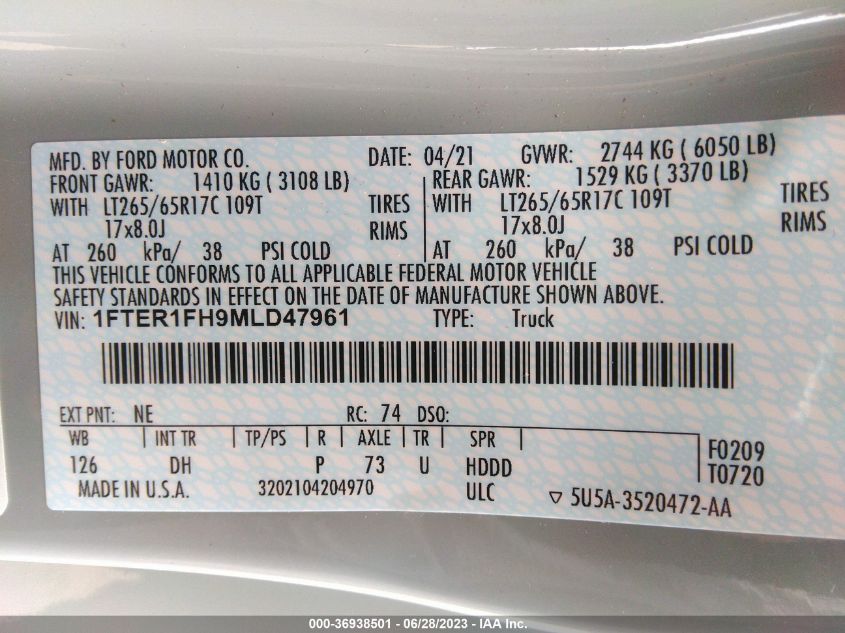 MFD. BY FORD MOTOR CO. DATE: 04/21 GVWR: 2744 KG ( 6050 LB)
FRONT GAWR: 1410 KG ( 3108 LB) REAR GAWR: 1529 KG ( 3370 LB)
WITH LT265/65R17C 109T TIRES WITH LT265/65R17C 109T TIRES
17x8.0J RIMS 17x8.0J RIMS
AT 260 kPa/ 38 PSI COLD AT 260 kPa/ 38 PSI COLD
THIS VEHICLE CONFORMS TO ALL APPLICABLE FEDERAL MOTOR VEHICLE
SAFETY STANDARDS IN EFFECT ON THE DATE OF MANUFACTURE SHOWN ABOVE.
VIN: 1FTER1FH9MLD47961 TYPE: Truck
EXT PNT: NE RC: 74 DSO:
WB INT TR TP/PS R AXLE TR SPR F0209
126 DH P 73 U HDDD T0720
MADE IN U.S.A. 3202104204970 ULC ▽ 5U5A-3520472-AA
000-36938501 - 06/28/2023 - IAA Inc.